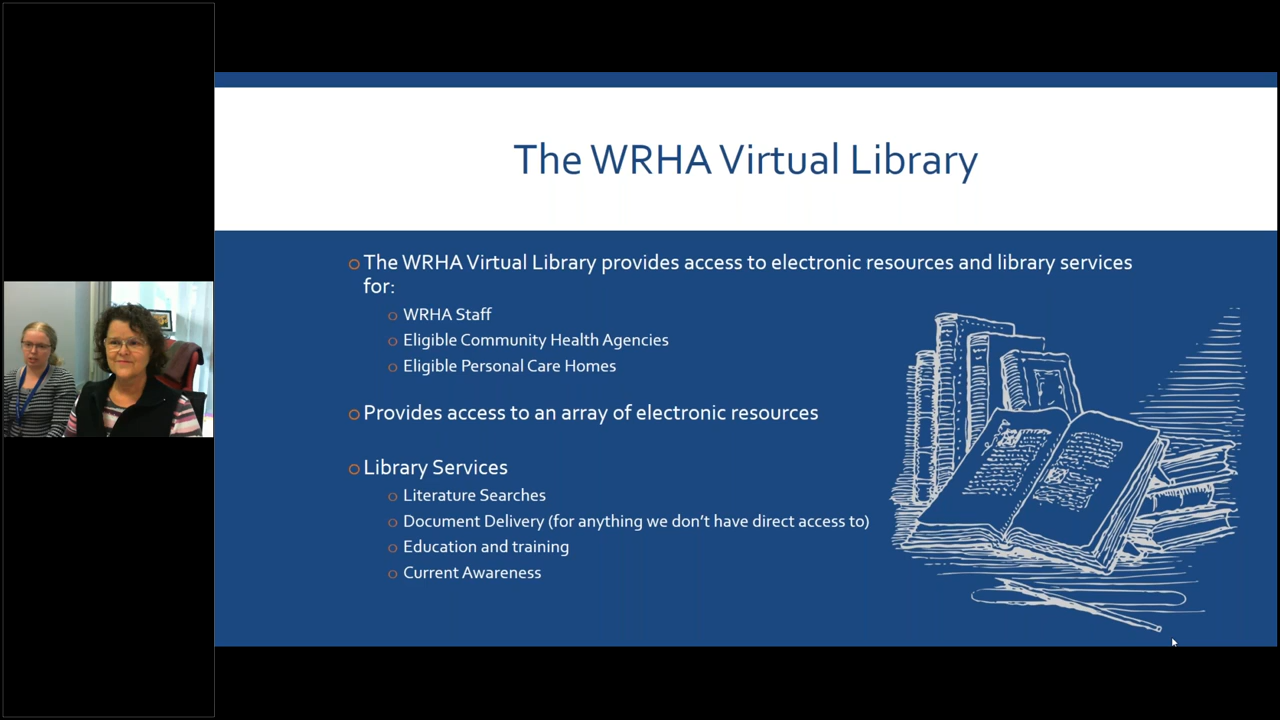 The WRHA Virtual Library
The WRHA Virtual Library provides access to electronic resources and library services
for:
WRHA Staff
Eligible Community Health Agencies
Eligible Personal Care Homes
Provides access to an array of electronic resources
Library Services
Literature Searches
Document Delivery (for anything we don't have direct access to)
Education and training
Current Awareness